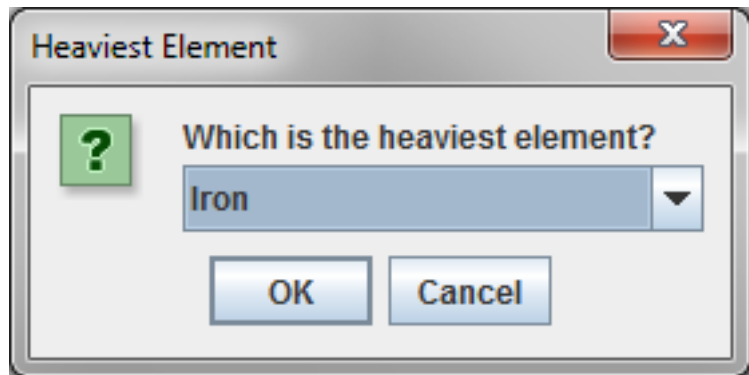 Heaviest Element
Which is the heaviest element?
Iron
OK Cancel